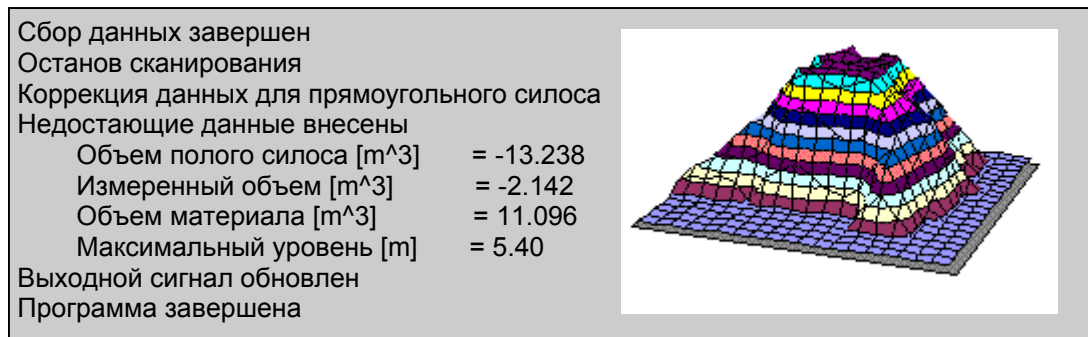 Сбор данных завершен
Останов сканирования
Коррекция данных для прямоугольного силоса
Недостающие данные внесены
Объем полого силоса [m^3] = -13.238
Измеренный объем [m^3] = -2.142
Объем материала [m^3] = 11.096
Максимальный уровень [m] = 5.40
Выходной сигнал обновлен
Программа завершена